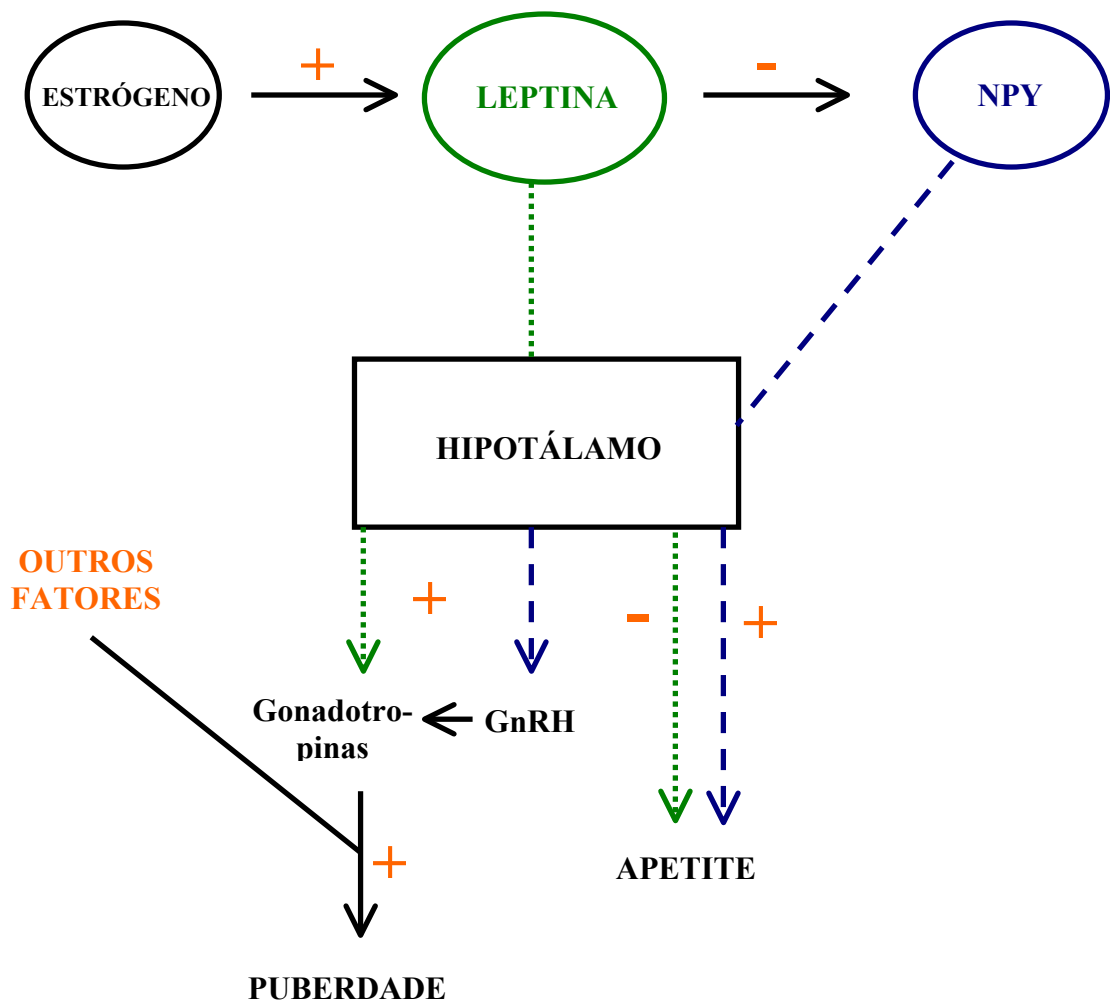 +
-
ESTRÓGENO
LEPTINA
NPY
HIPOTÁLAMO
OUTROS
FATORES
+
-
+
Gonadotro-
pinas
GnRH
+
APETITE
PUBERDADE